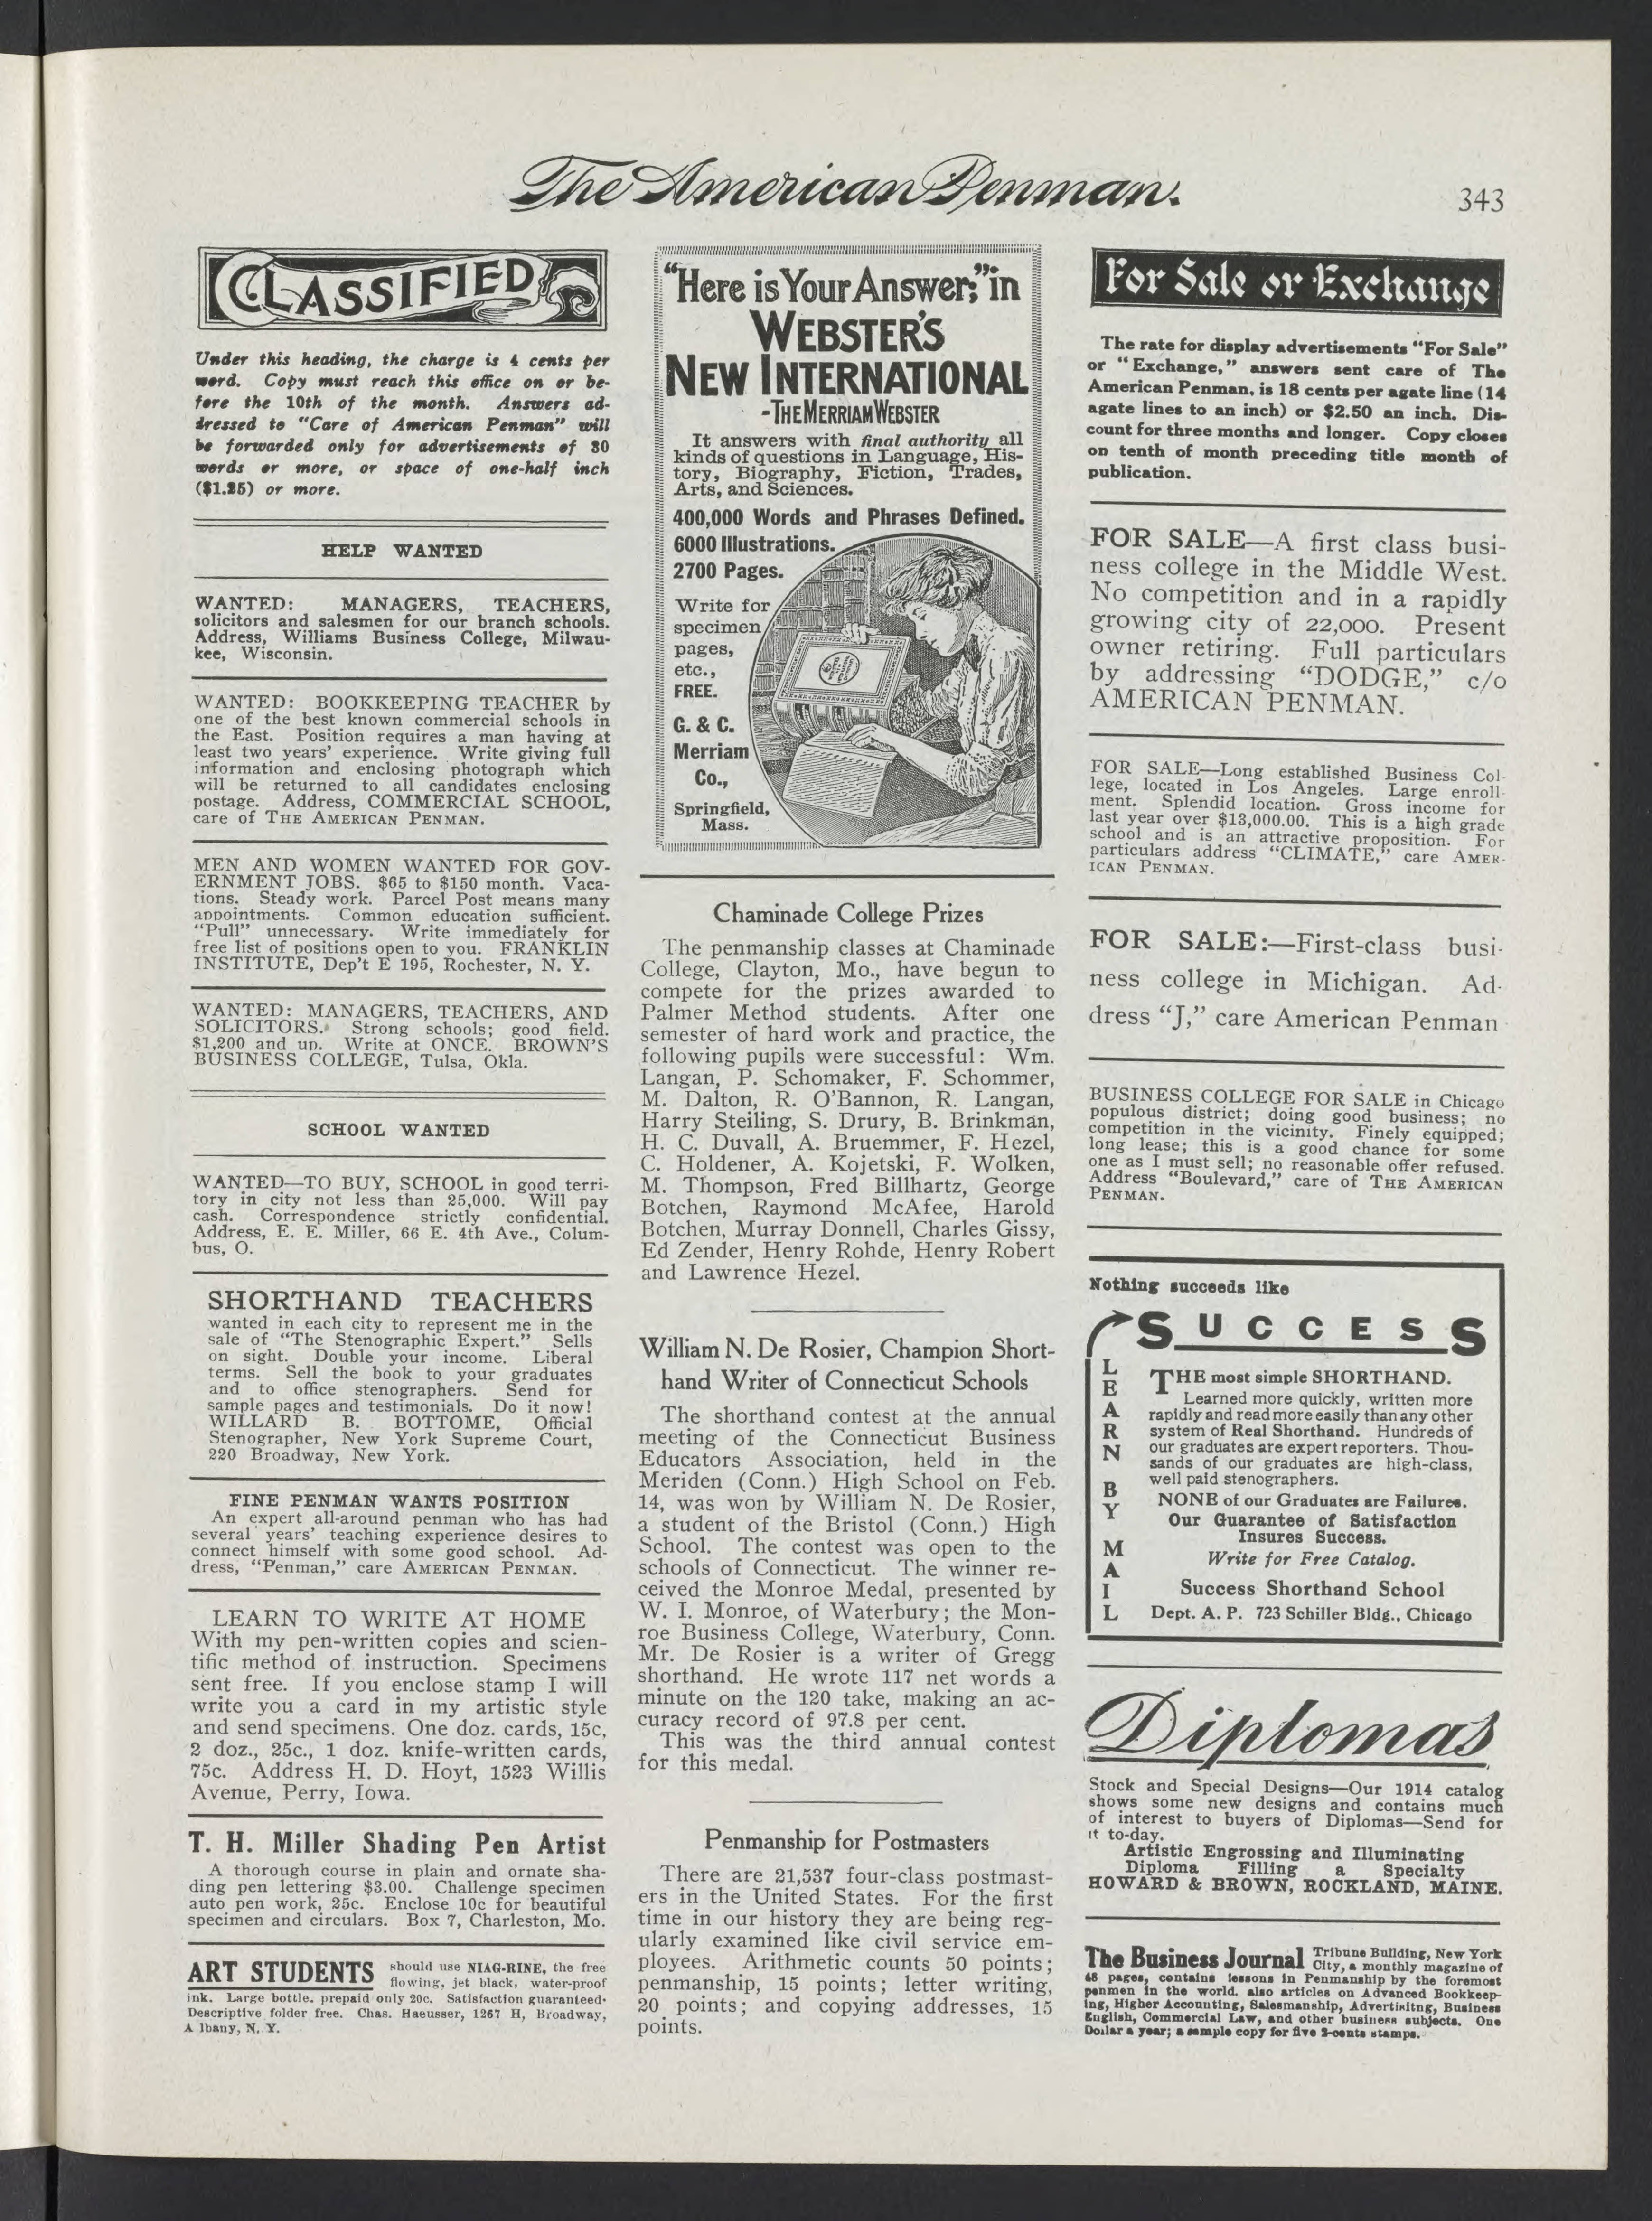 The American Penman.
343
CLASSIFIED
Under this heading, the charge is 4 cents per
word. Copy must reach this office on or be-
fore the 10th of the month. Answers ad-
dressed to "Care of American Penman" will
be forwarded only for advertisements of 30
words or more, or space of one-half inch
($1.25) or more.
HELP WANTED
WANTED: MANAGERS, TEACHERS,
solicitors and salesmen for our branch schools.
Address, Williams Business College, Milwau-
kee, Wisconsin.
WANTED: BOOKKEEPING TEACHER by
one of the best known commercial schools in
the East. Position requires a man having at
least two years' experience. Write giving full
information and enclosing photograph which
will be returned to all candidates enclosing
postage. Address, COMMERCIAL SCHOOL,
care of THE AMERICAN PENMAN.
MEN AND WOMEN WANTED FOR GOV-
ERNMENT JOBS. $65 to $150 month. Vaca-
tions. Steady work. Parcel Post means many
appointments. Common education sufficient.
"Pull" unnecessary. Write immediately for
free list of positions open to you. FRANKLIN
INSTITUTE, Dep't E 195, Rochester, N. Y.
WANTED: MANAGERS, TEACHERS, AND
SOLICITORS. Strong schools; good field.
$1,200 and up. Write at ONCE. BROWN'S
BUSINESS COLLEGE, Tulsa, Okla.
SCHOOL WANTED
WANTED—TO BUY, SCHOOL in good terri-
tory in city not less than 25,000. Will pay
cash. Correspondence strictly confidential.
Address, E. E. Miller, 66 E. 4th Ave., Colum-
bus, O.
SHORTHAND TEACHERS
wanted in each city to represent me in the
sale of "The Stenographic Expert." Sells
on sight. Double your income. Liberal
terms. Sell the book to your graduates
and to office stenographers. Send for
sample pages and testimonials. Do it now!
WILLARD B. BOTTOME, Official
Stenographer, New York Supreme Court,
220 Broadway, New York.
FINE PENMAN WANTS POSITION
An expert all-around penman who has had
several years' teaching experience desires to
connect himself with some good school. Ad-
dress, "Penman," care AMERICAN PENMAN.
LEARN TO WRITE AT HOME
With my pen-written copies and scien-
tific method of instruction. Specimens
sent free. If you enclose stamp I will
write you a card in my artistic style
and send specimens. One doz. cards, 15c,
2 doz., 25c., 1 doz. knife-written cards,
75c. Address H. D. Hoyt, 1523 Willis
Avenue, Perry, Iowa.
T. H. Miller Shading Pen Artist
A thorough course in plain and ornate sha-
ding pen lettering $3.00. Challenge specimen
auto pen work, 25c. Enclose 10c for beautiful
specimen and circulars. Box 7, Charleston, Mo.
ART STUDENTS should use NIAG-RINE, the free
flowing, jet black, water-proof
ink. Large bottle, prepaid only 20c. Satisfaction guaranteed.
Descriptive folder free. Chas. Haeusser, 1267 H, Broadway,
A lbany, N. Y.
"Here is Your Answer;" in
WEBSTER'S
NEW INTERNATIONAL
-THE MERRIAM WEBSTER
It answers with final authority all
kinds of questions in Language, His-
tory, Biography, Fiction, Trades,
Arts, and Sciences.
400,000 Words and Phrases Defined.
6000 Illustrations.
2700 Pages.
Write for
specimen
pages,
etc.,
FREE.
G. & C.
Merriam
Co.,
Springfield,
Mass.
Chaminade College Prizes
The penmanship classes at Chaminade
College, Clayton, Mo., have begun to
compete for the prizes awarded to
Palmer Method students. After one
semester of hard work and practice, the
following pupils were successful: Wm.
Langan, P. Schomaker, F. Schommer,
M. Dalton, R. O'Bannon, R. Langan,
Harry Steiling, S. Drury, B. Brinkman,
H. C. Duvall, A. Bruemmer, F. Hezel,
C. Holdener, A. Kojetski, F. Wolken,
M. Thompson, Fred Billhartz, George
Botchen, Raymond McAfee, Harold
Botchen, Murray Donnell, Charles Gissy,
Ed Zender, Henry Rohde, Henry Robert
and Lawrence Hezel.
William N. De Rosier, Champion Short-
hand Writer of Connecticut Schools
The shorthand contest at the annual
meeting of the Connecticut Business
Educators Association, held in the
Meriden (Conn.) High School on Feb.
14, was won by William N. De Rosier,
a student of the Bristol (Conn.) High
School. The contest was open to the
schools of Connecticut. The winner re-
ceived the Monroe Medal, presented by
W. I. Monroe, of Waterbury; the Mon-
roe Business College, Waterbury, Conn.
Mr. De Rosier is a writer of Gregg
shorthand. He wrote 117 net words a
minute on the 120 take, making an ac-
curacy record of 97.8 per cent.
This was the third annual contest
for this medal.
Penmanship for Postmasters
There are 21,537 four-class postmast-
ers in the United States. For the first
time in our history they are being reg-
ularly examined like civil service em-
ployees. Arithmetic counts 50 points;
penmanship, 15 points; letter writing,
20 points; and copying addresses, 15
points.
For Sale or Exchange
The rate for display advertisements "For Sale"
or "Exchange," answers sent care of The
American Penman, is 18 cents per agate line (14
agate lines to an inch) or $2.50 an inch. Dis-
count for three months and longer. Copy closes
on tenth of month preceding title month of
publication.
FOR SALE—A first class busi-
ness college in the Middle West.
No competition and in a rapidly
growing city of 22,000. Present
owner retiring. Full particulars
by addressing "DODGE," c/o
AMERICAN PENMAN.
FOR SALE—Long established Business Col-
lege, located in Los Angeles. Large enroll-
ment. Splendid location. Gross income for
last year over $13,000.00. This is a high grade
school and is an attractive proposition. For
particulars address "CLIMATE," care AMER-
ICAN PENMAN.
FOR SALE:—First-class busi-
ness college in Michigan. Ad-
dress "J," care American Penman
BUSINESS COLLEGE FOR SALE in Chicago
populous district; doing good business; no
competition in the vicinity. Finely equipped;
long lease; this is a good chance for some
one as I must sell; no reasonable offer refused.
Address "Boulevard," care of THE AMERICAN
PENMAN.
Nothing succeeds like
SUCCESS
LEARN BY MAIL
THE most simple SHORTHAND.
Learned more quickly, written more
rapidly and read more easily than any other
system of Real Shorthand. Hundreds of
our graduates are expert reporters. Thou-
sands of our graduates are high-class,
well paid stenographers.
NONE of our Graduates are Failures.
Our Guarantee of Satisfaction
Insures Success.
Write for Free Catalog.
Success Shorthand School
Dept. A. P. 723 Schiller Bldg., Chicago
Diplomas
Stock and Special Designs—Our 1914 catalog
shows some new designs and contains much
of interest to buyers of Diplomas—Send for
it to-day.
Artistic Engrossing and Illuminating
Diploma Filling a Specialty
HOWARD & BROWN, ROCKLAND, MAINE.
The Business Journal Tribune Building, New York
City, a monthly magazine of
48 pages, contains lessons in Penmanship by the foremost
penmen in the world, also articles on Advanced Bookkeep-
ing, Higher Accounting, Salesmanship, Advertisitng, Business
English, Commercial Law, and other business subjects. One
Dollar a year; a sample copy for five 2-cents stamps.